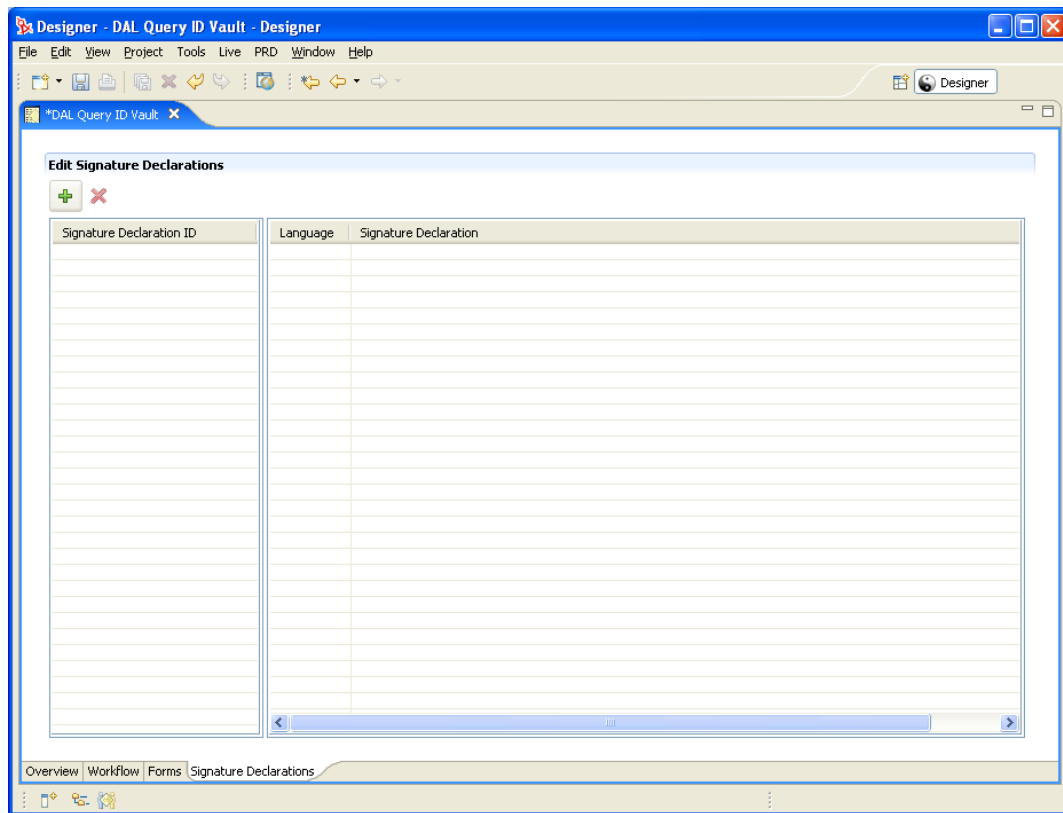 Designer - DAL Query ID Vault - Designer
File Edit View Project Tools Live PRD Window Help
Designer
*DAL Query ID Vault
Edit Signature Declarations
Signature Declaration ID Language Signature Declaration
Overview Workflow Forms Signature Declarations